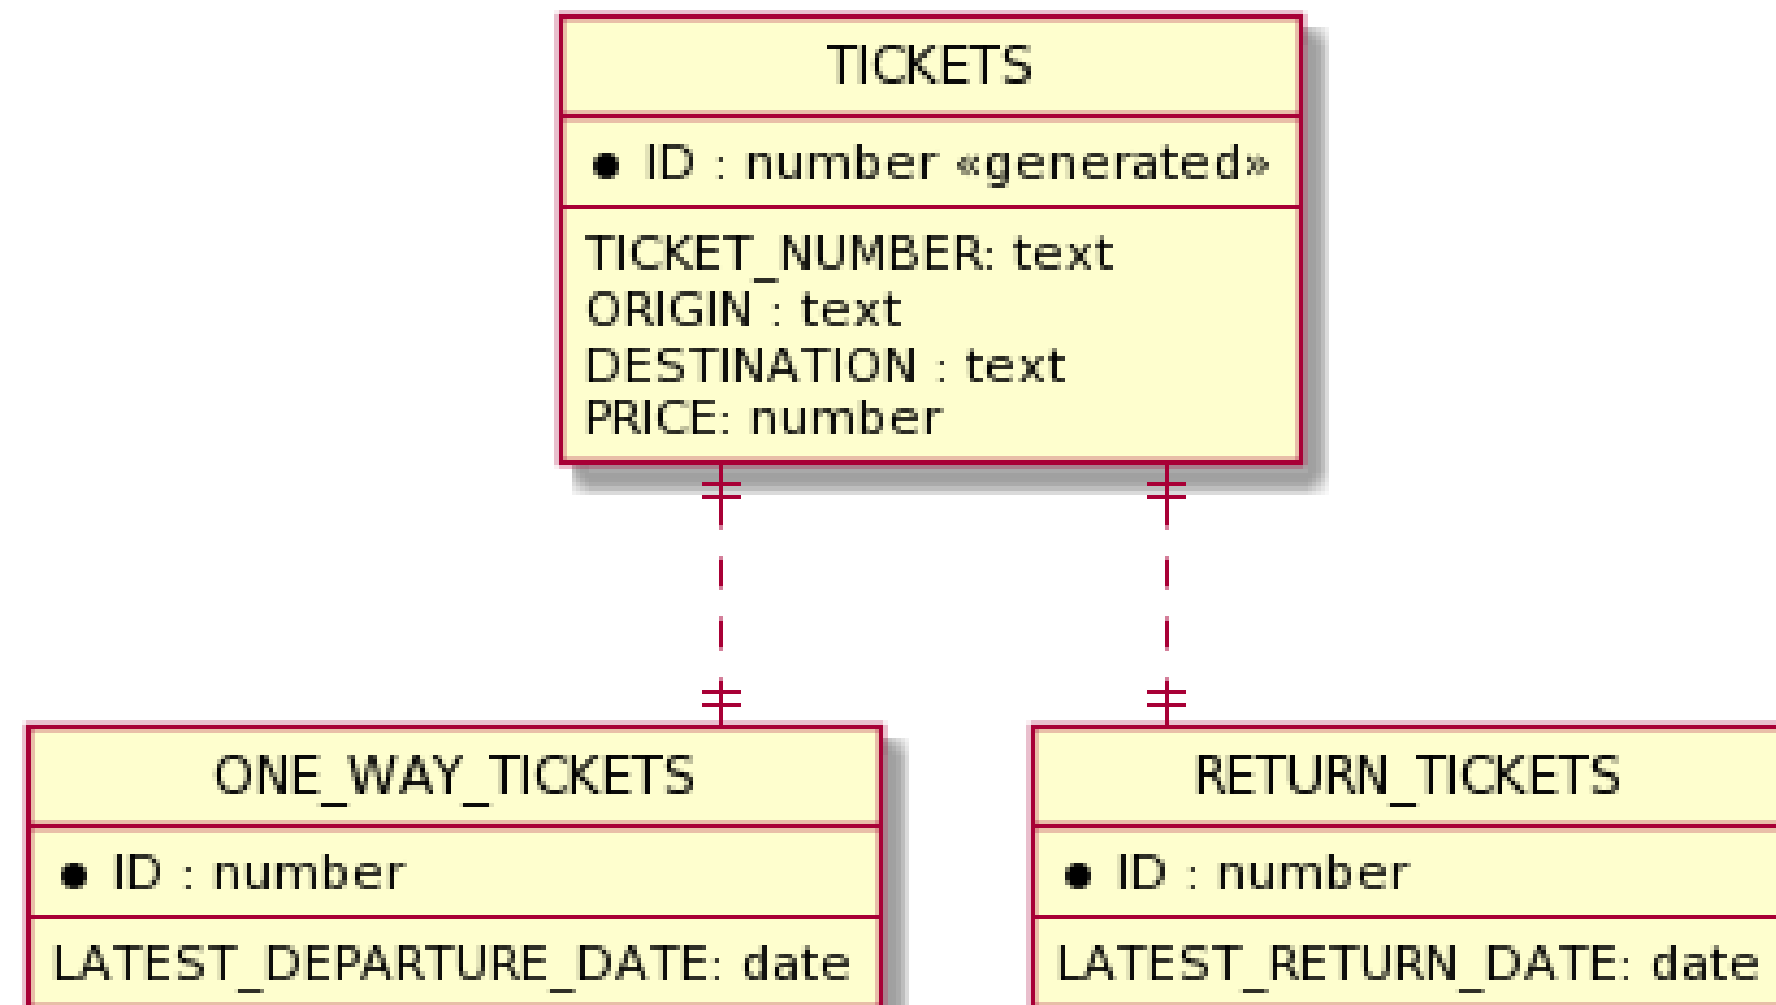 TICKETS
ID : number «generated»
TICKET_NUMBER: text
ORIGIN : text
DESTINATION : text
PRICE: number
ONE_WAY_TICKETS
ID : number
LATEST_DEPARTURE_DATE: date
RETURN_TICKETS
ID : number
LATEST_RETURN_DATE: date